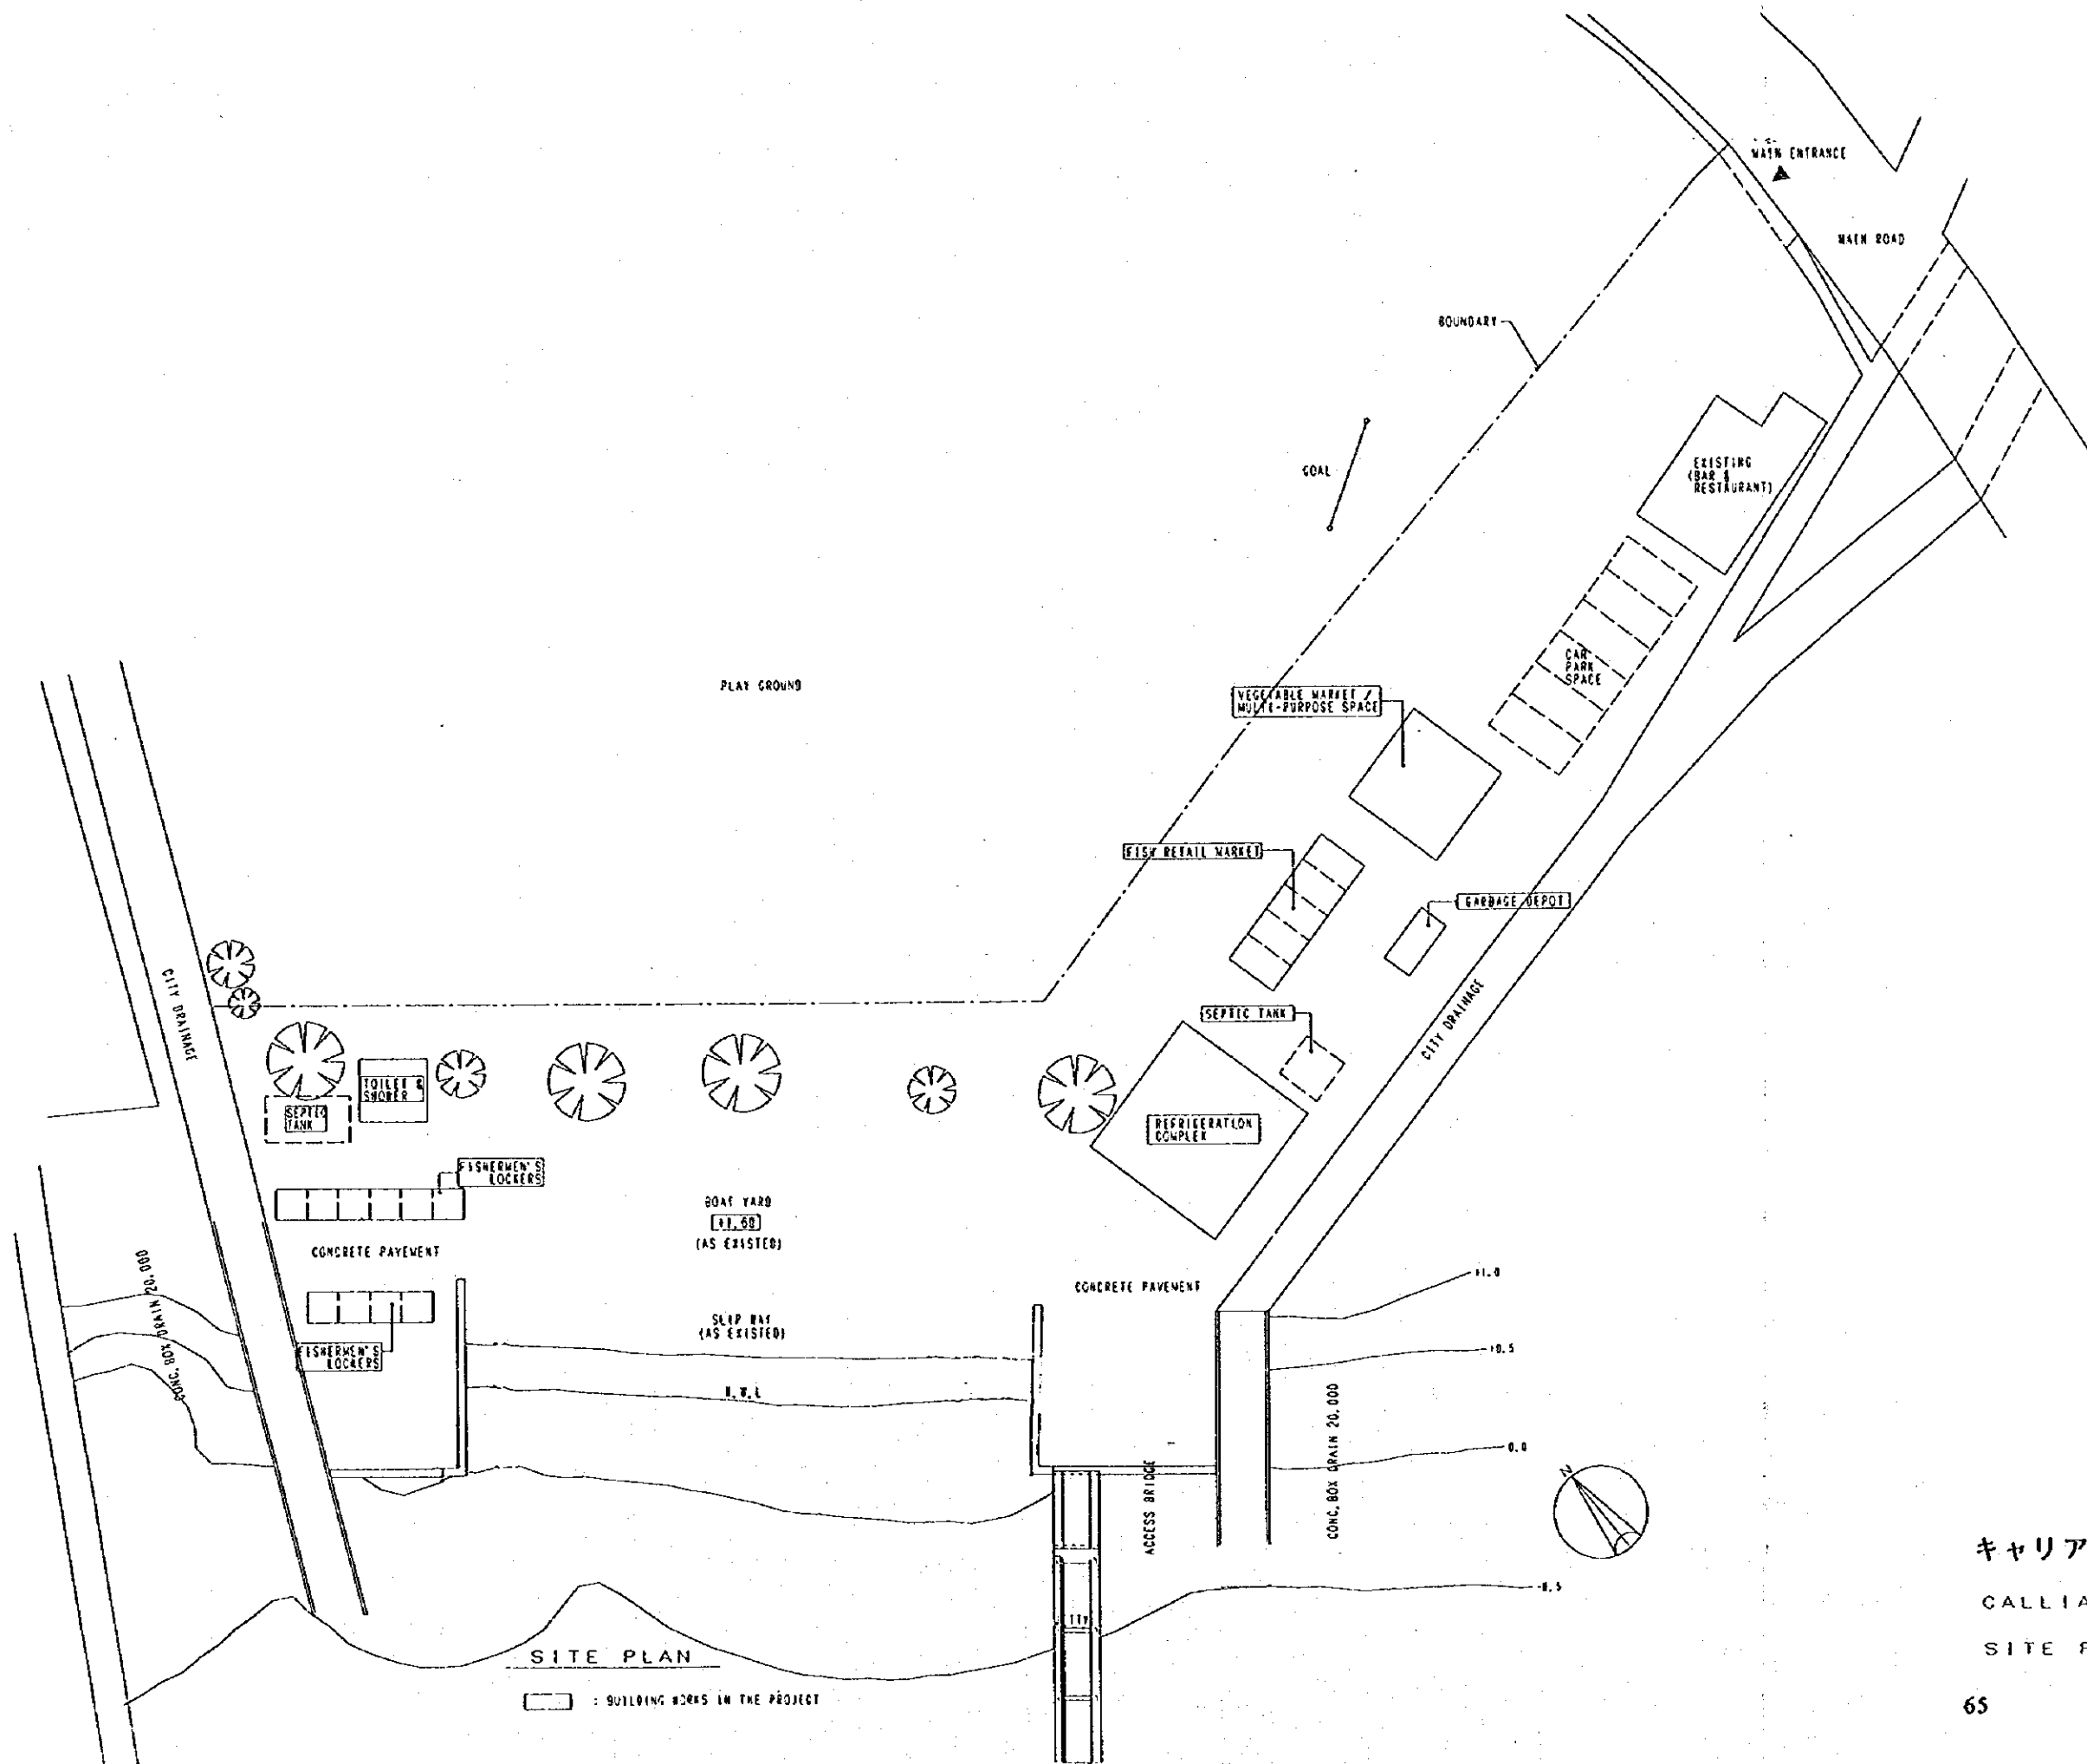 MAIN ENTRANCE
MAIN ROAD
BOUNDARY
GOAL
EXISTING
(BAR &
RESTAURANT)
CAR
PARK
SPACE
PLAY GROUND
VEGETABLE MARKET /
MULTI-PURPOSE SPACE
FISH RETAIL MARKET
GARBAGE DEPOT
CITY DRAINAGE
CITY DRAINAGE
SEPTIC TANK
TOILET &
SHOWER
SEPTIC
TANK
REFRIGERATION
COMPLEX
FISHERMEN'S
LOCKERS
BOAT YARD
+1.60
(AS EXISTED)
CONCRETE PAVEMENT
CONCRETE PAVEMENT
CONC. BOX DRAIN 20.000
SLIP WAY
(AS EXISTED)
FISHERMEN'S
LOCKERS
+1.0
+0.5
0.0
-0.5
ACCESS BRIDGE
CONC. BOX DRAIN 20.000
N
SITE PLAN
: BUILDING WORKS IN THE PROJECT
キャリア
CALLIA
SITE P
65